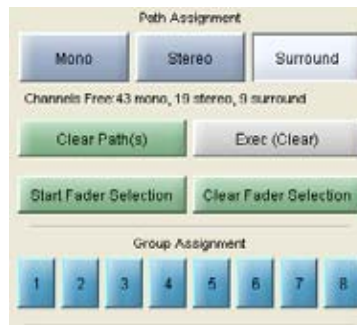 Path Assignment
Mono Stereo Surround
Channels Free: 43 mono, 19 stereo, 9 surround
Clear Path(s) Exec (Clear)
Start Fader Selection Clear Fader Selection
Group Assignment
1 2 3 4 5 6 7 8